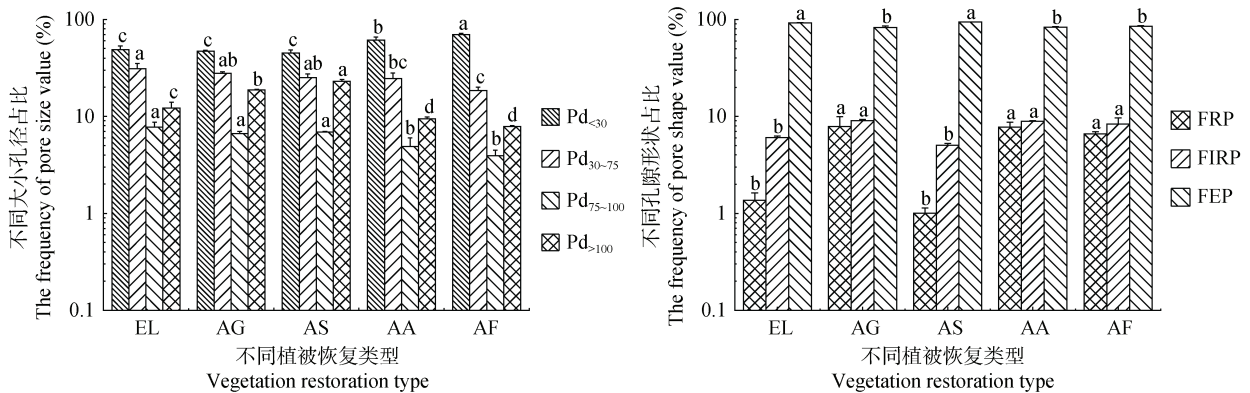 不同大小孔径占比
The frequency of pore size value (%)
100
10
1
0.1
c a a c
c ab a b
c ab a a
b bc b d
a c b d
EL AG AS AA AF
不同植被恢复类型
Vegetation restoration type
Pd<30
Pd30~75
Pd75~100
Pd>100
不同孔隙形状占比
The frequency of pore shape value (%)
100
10
1
0.1
b b a
a a b
b b a
a a b
a a b
EL AG AS AA AF
不同植被恢复类型
Vegetation restoration type
FRP
FIRP
FEP